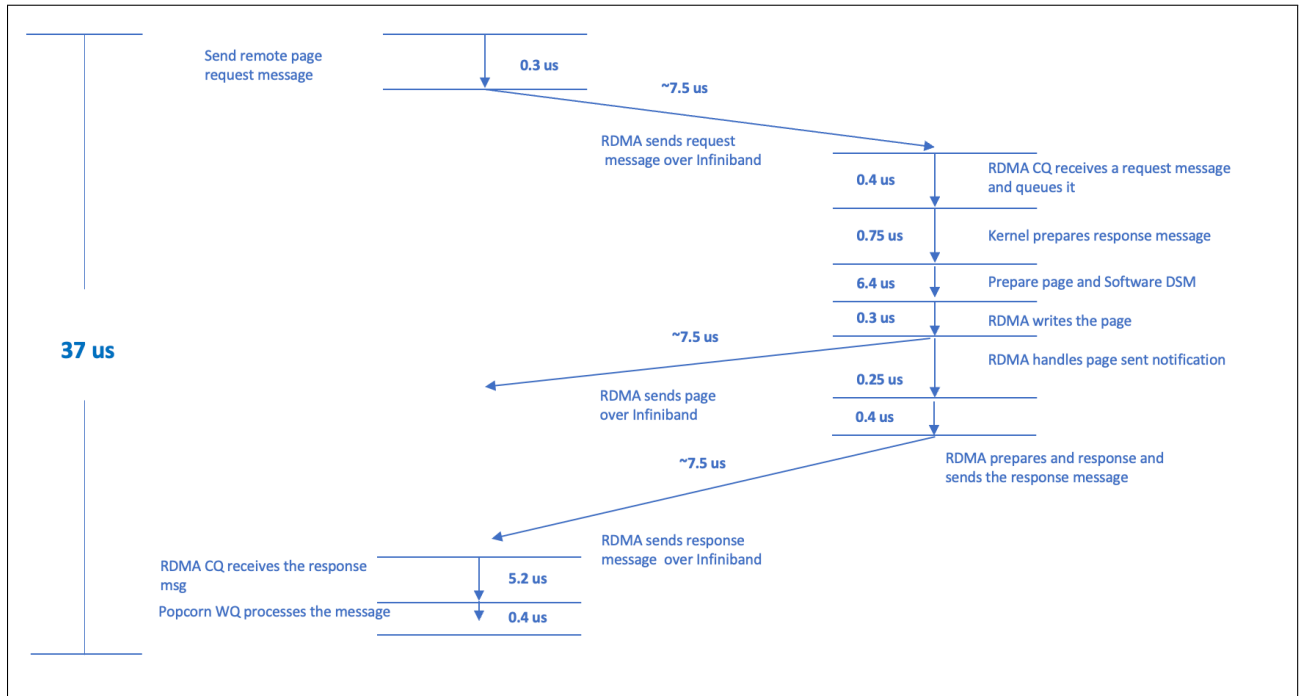 Send remote page
request message
0.3 us
~7.5 us
RDMA sends request
message over Infiniband
0.4 us
RDMA CQ receives a request message
and queues it
0.75 us
Kernel prepares response message
6.4 us
Prepare page and Software DSM
0.3 us
RDMA writes the page
37 us
~7.5 us
RDMA handles page sent notification
0.25 us
RDMA sends page
over Infiniband
0.4 us
~7.5 us
RDMA prepares and response and
sends the response message
RDMA sends response
message over Infiniband
RDMA CQ receives the response
msg
5.2 us
Popcorn WQ processes the message
0.4 us